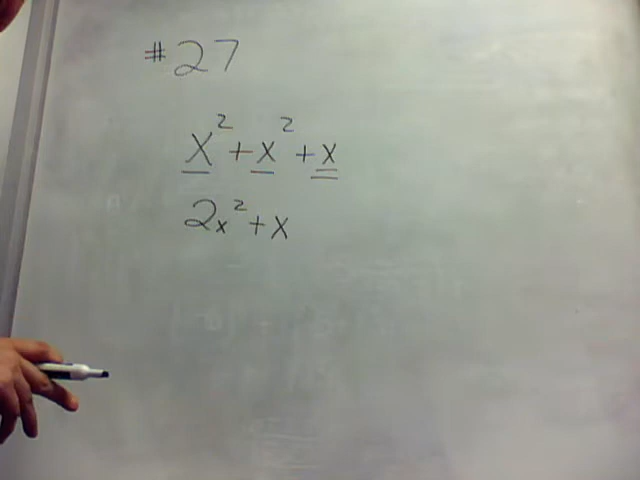 #27
x² + x² + x
2x² + x